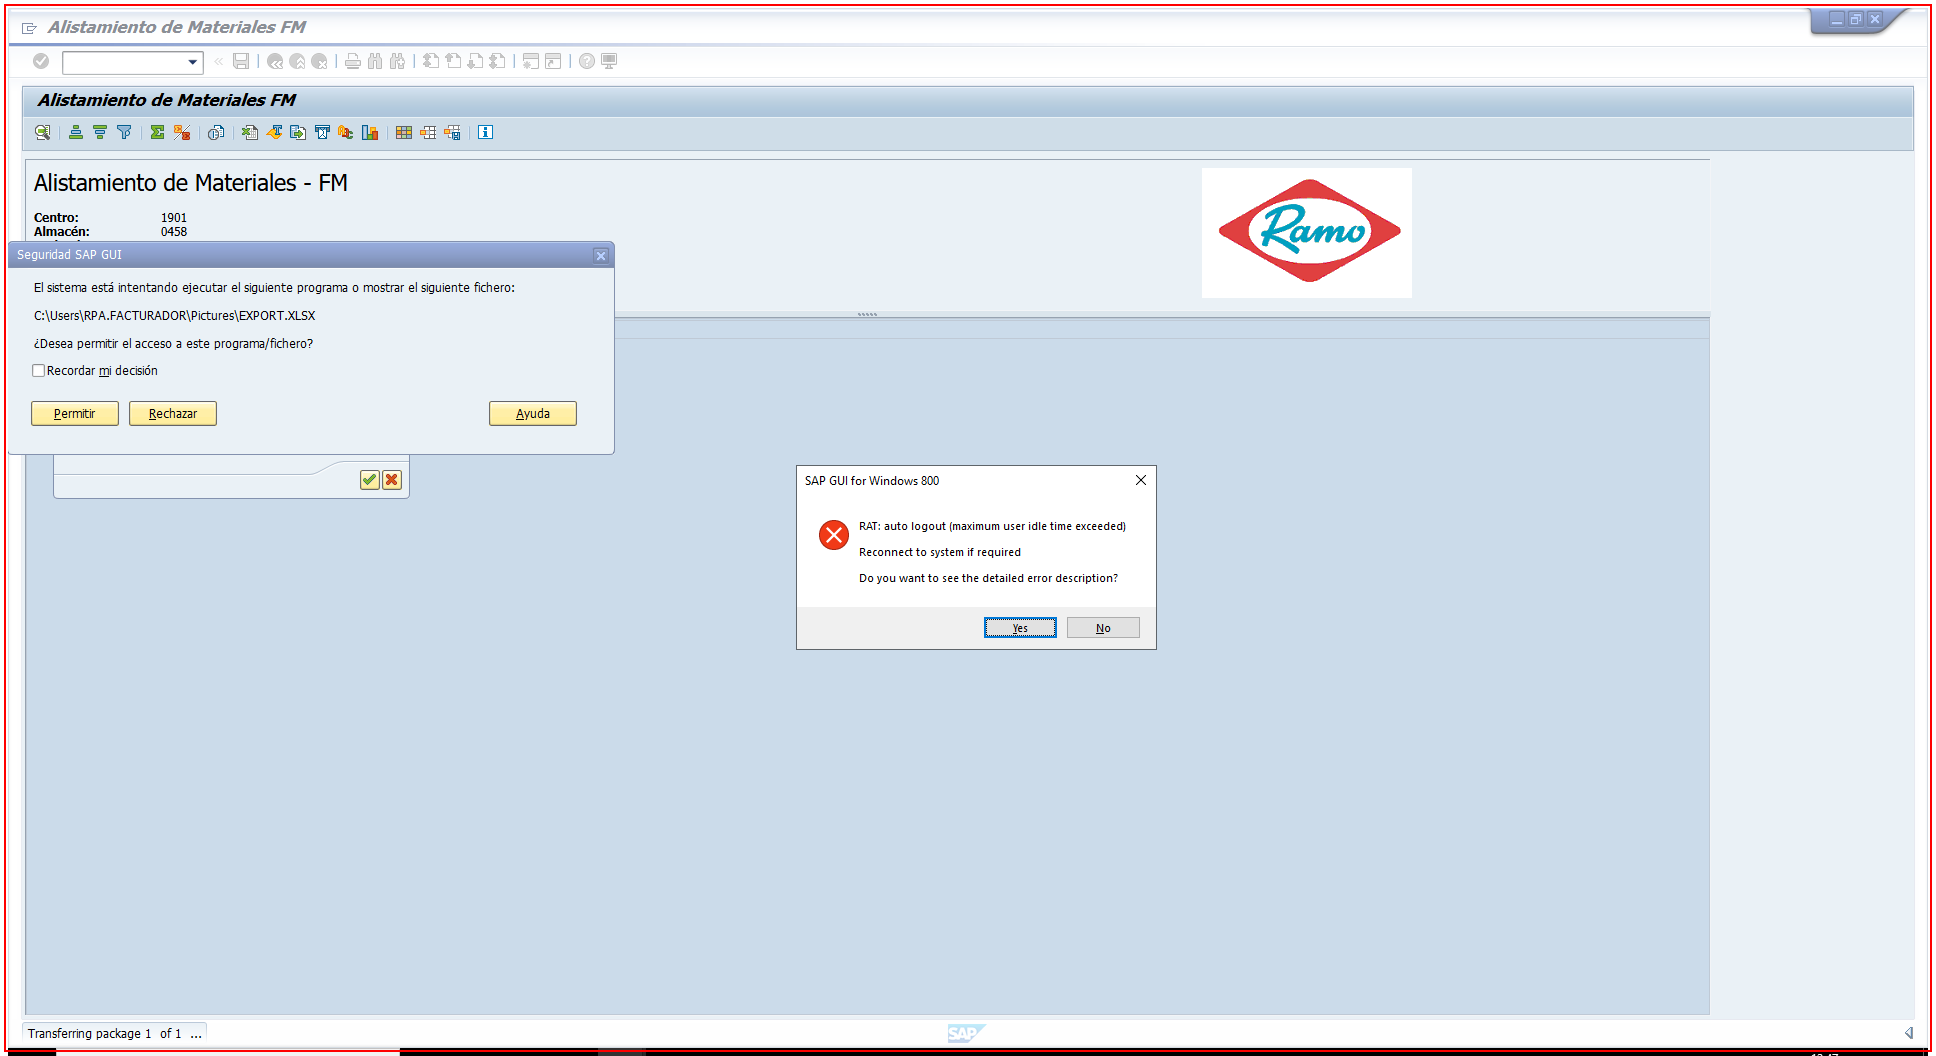 Alistamiento de Materiales FM
Alistamiento de Materiales FM
Alistamiento de Materiales - FM
Centro: 1901
Almacén: 0458
Ramo
Seguridad SAP GUI
El sistema está intentando ejecutar el siguiente programa o mostrar el siguiente fichero:
C:\Users\RPA.FACTURADOR\Pictures\EXPORT.XLSX
¿Desea permitir el acceso a este programa/fichero?
Recordar mi decisión
Permitir Rechazar Ayuda
SAP GUI for Windows 800
RAT: auto logout (maximum user idle time exceeded)
Reconnect to system if required
Do you want to see the detailed error description?
Yes No
Transferring package 1 of 1 ...
SAP